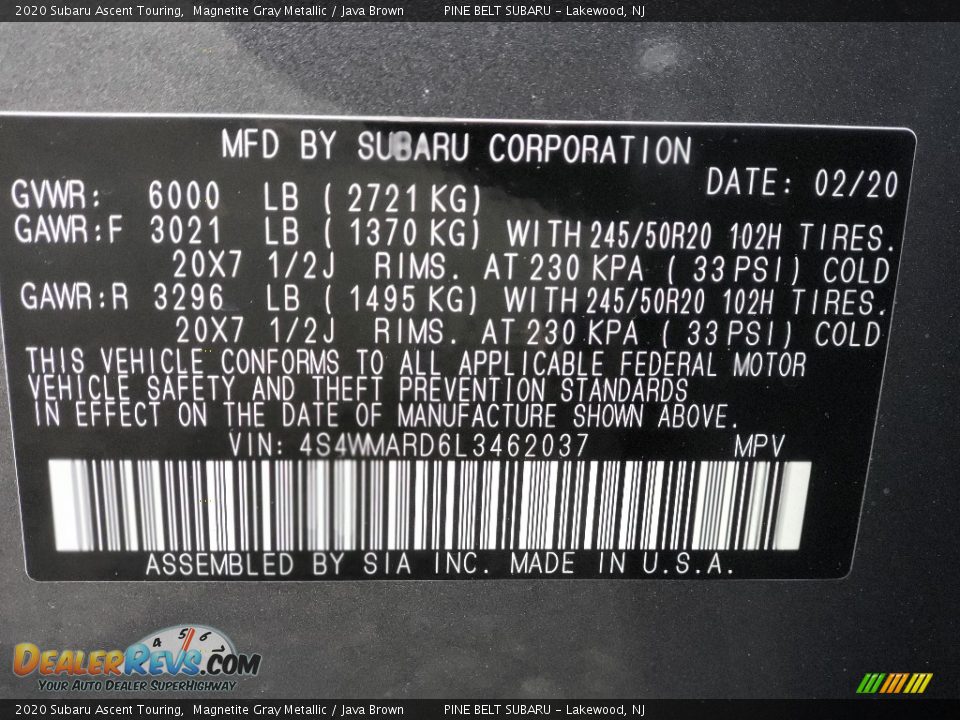 2020 Subaru Ascent Touring, Magnetite Gray Metallic / Java Brown PINE BELT SUBARU - Lakewood, NJ
MFD BY SUBARU CORPORATION
DATE: 02/20
GVWR: 6000 LB ( 2721 KG)
GAWR:F 3021 LB ( 1370 KG) WITH 245/50R20 102H TIRES.
20X7 1/2J RIMS. AT 230 KPA ( 33 PSI) COLD
GAWR:R 3296 LB ( 1495 KG) WITH 245/50R20 102H TIRES.
20X7 1/2J RIMS. AT 230 KPA ( 33 PSI) COLD
THIS VEHICLE CONFORMS TO ALL APPLICABLE FEDERAL MOTOR
VEHICLE SAFETY AND THEFT PREVENTION STANDARDS
IN EFFECT ON THE DATE OF MANUFACTURE SHOWN ABOVE.
VIN: 4S4WMARD6L3462037 MPV
ASSEMBLED BY SIA INC. MADE IN U.S.A.
4 5 6
DEALERREVS.COM
YOUR AUTO DEALER SUPERHIGHWAY
2020 Subaru Ascent Touring, Magnetite Gray Metallic / Java Brown PINE BELT SUBARU - Lakewood, NJ